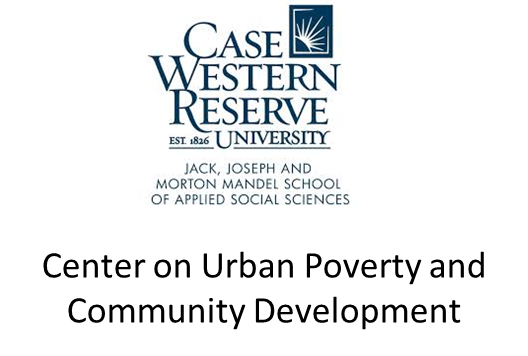 CASE
WESTERN
RESERVE
EST. 1826 UNIVERSITY
JACK, JOSEPH AND
MORTON MANDEL SCHOOL
OF APPLIED SOCIAL SCIENCES
Center on Urban Poverty and
Community Development